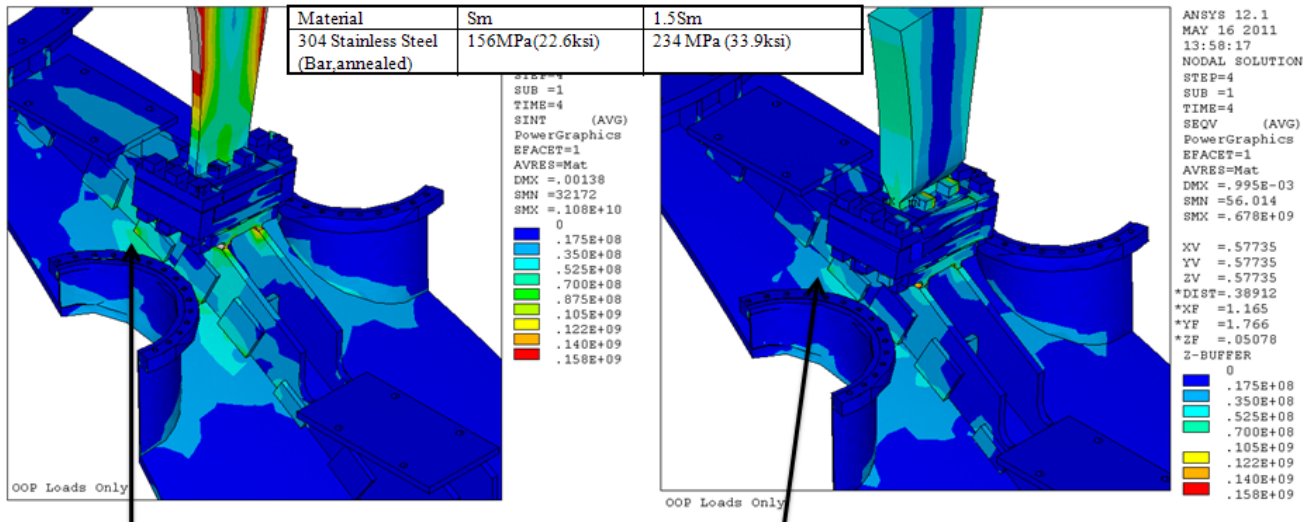 Material Sm 1.5Sm
304 Stainless Steel (Bar,annealed) 156MPa(22.6ksi) 234 MPa (33.9ksi)
STEP=4
SUB =1
TIME=4
SINT (AVG)
PowerGraphics
EFACET=1
AVRES=Mat
DMX =.00138
SMN =32172
SMX =.108E+10
0
.175E+08
.350E+08
.525E+08
.700E+08
.875E+08
.105E+09
.122E+09
.140E+09
.158E+09
OOP Loads Only
ANSYS 12.1
MAY 16 2011
13:58:17
NODAL SOLUTION
STEP=4
SUB =1
TIME=4
SEQV (AVG)
PowerGraphics
EFACET=1
AVRES=Mat
DMX =.995E-03
SMN =56.014
SMX =.678E+09
XV =.57735
YV =.57735
ZV =.57735
*DIST=.38912
*XF =1.165
*YF =1.766
*ZF =.05078
Z-BUFFER
0
.175E+08
.350E+08
.525E+08
.700E+08
.105E+09
.122E+09
.140E+09
.158E+09
OOP Loads Only